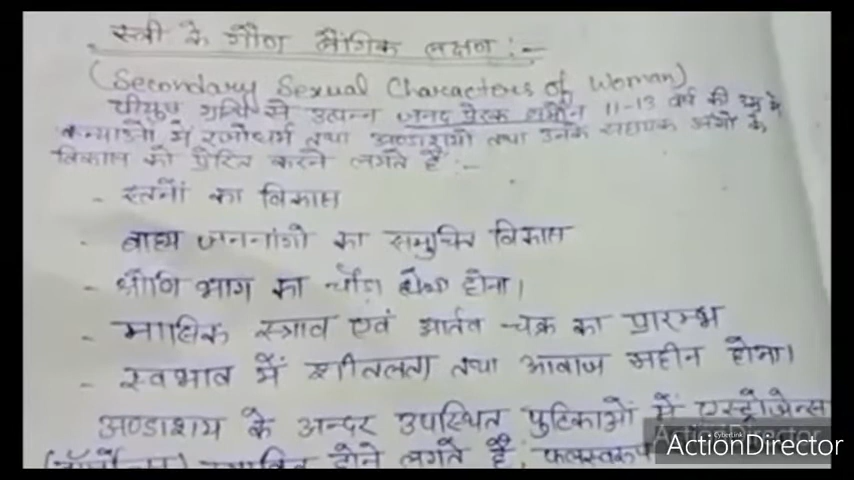 स्त्री के गौण लैंगिक लक्षण :-
(Secondary Sexual Characters of Woman)
पीयूष ग्रन्थि से उत्पन्न जनद प्रेरक हार्मोन 11-13 वर्ष की उम्र में
कन्याओं में रजोधर्म तथा अण्डाशयों तथा उनके सहायक अंगों के
विकास को प्रेरित करने लगते हैं :-
- स्तनों का विकास
- बाह्य जननांगो का समुचित विकास
- श्रोणि भाग का चौड़ा होना।
- मासिक स्त्राव एवं आर्तव चक्र का प्रारम्भ
- स्वभाव में शीतलता तथा आवाज महीन होना।
अण्डाशय के अन्दर उपस्थित पुटिकाओं में एस्ट्रोजेन्स
होने लगते हैं, फलस्वरूप
CyberLink
ActionDirector